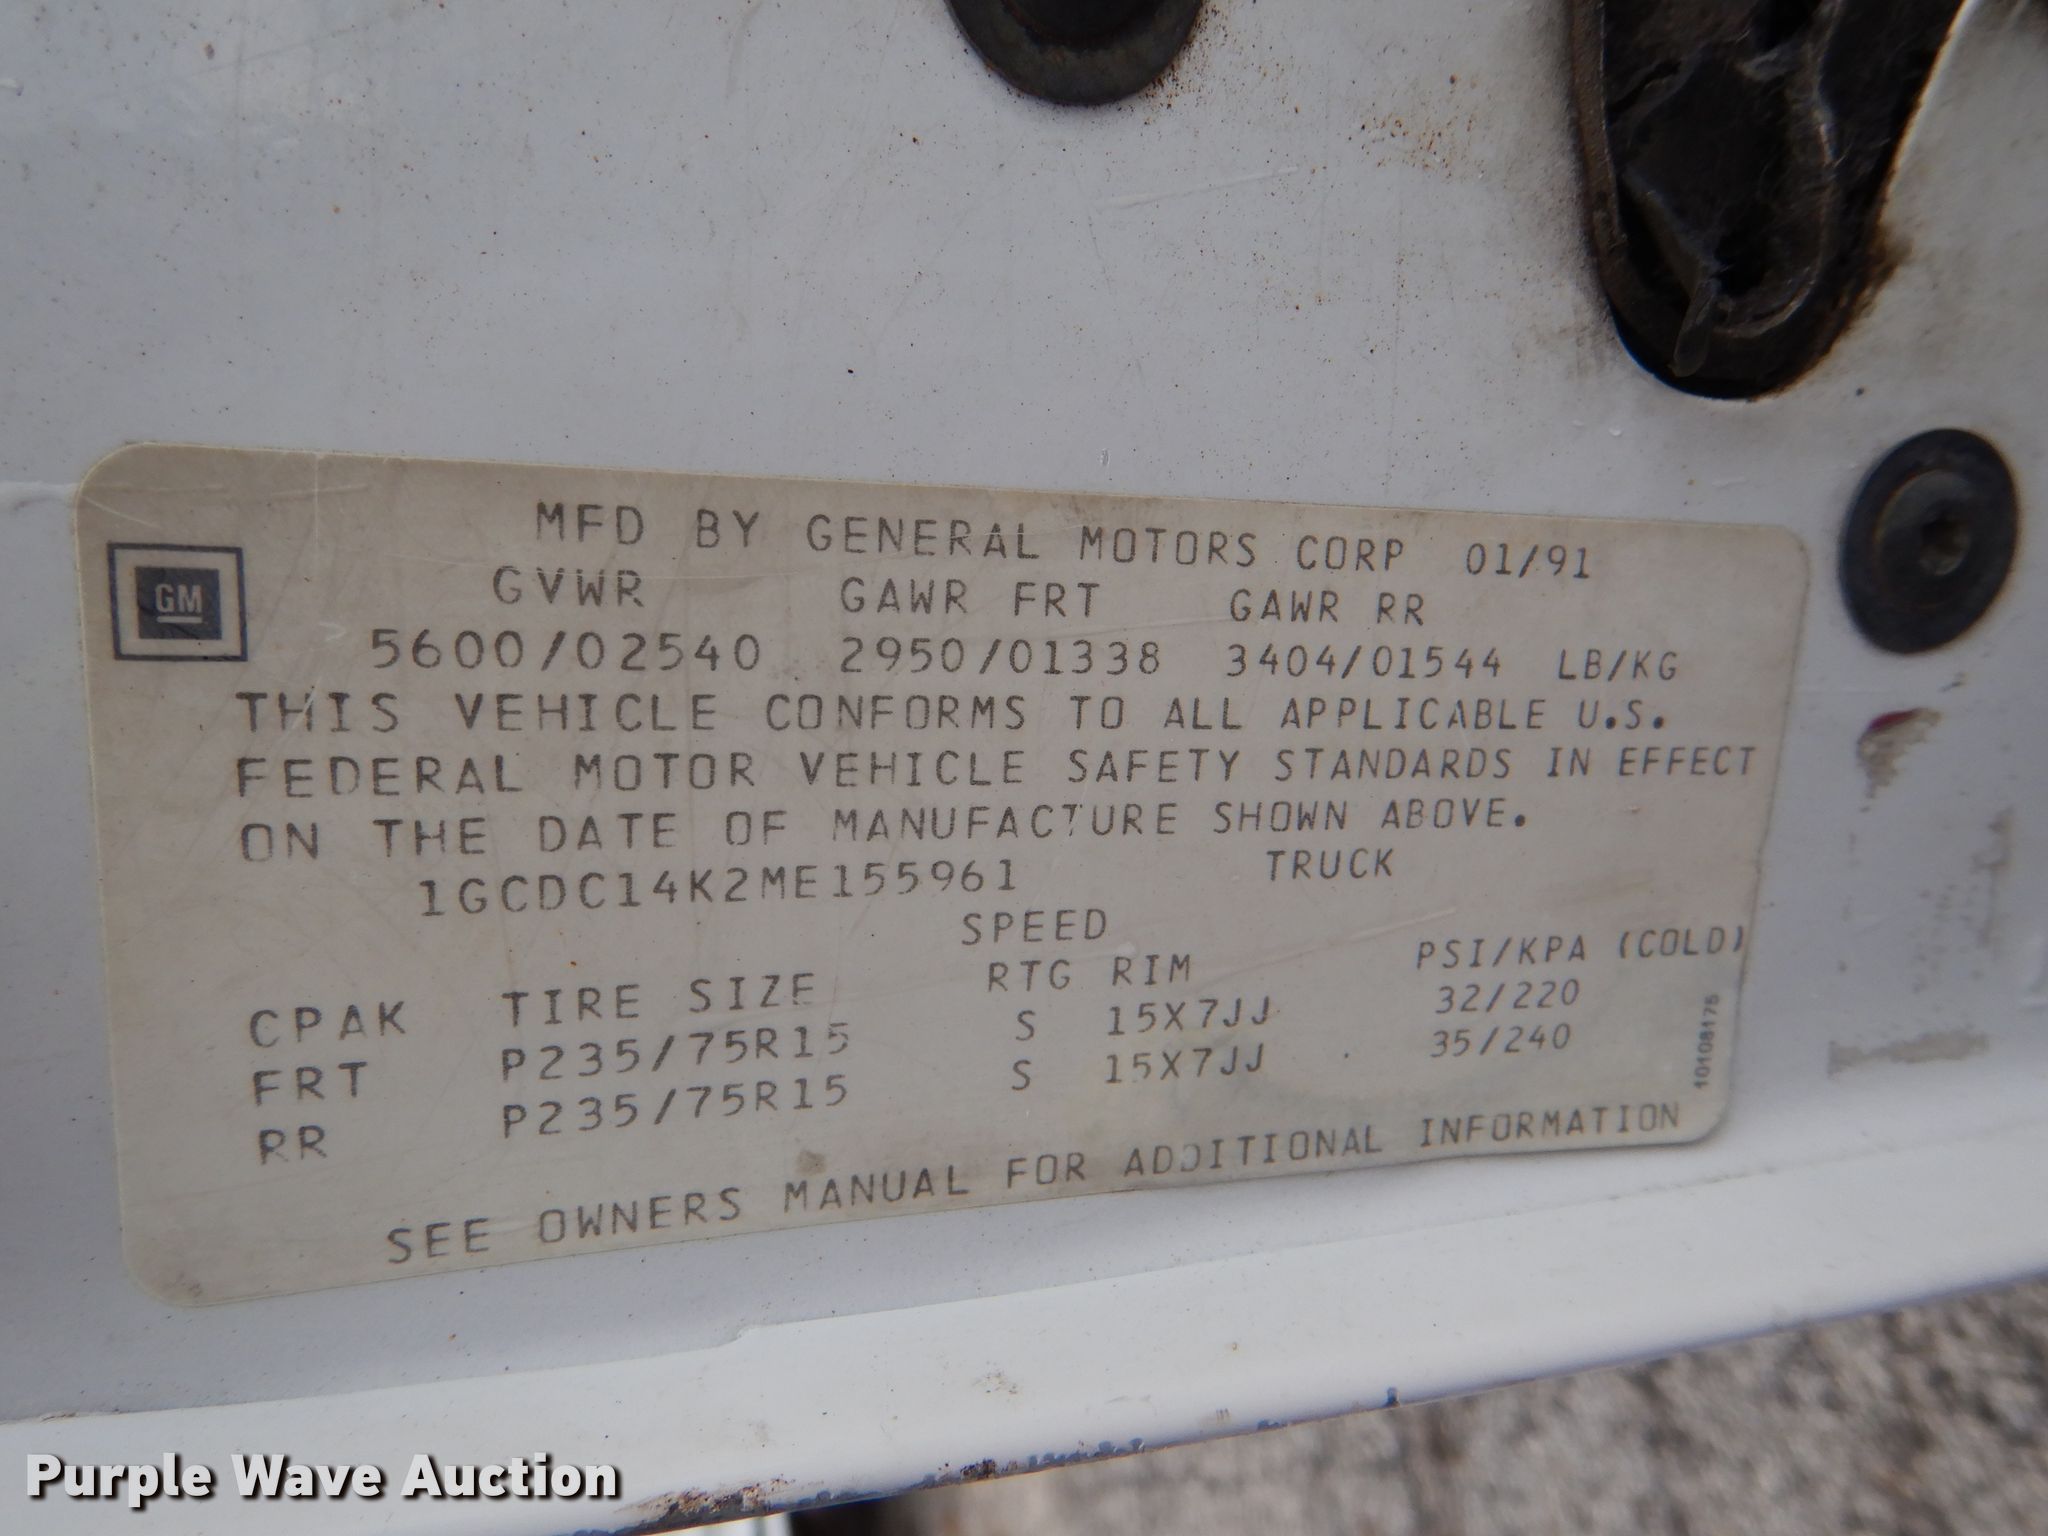 MFD BY GENERAL MOTORS CORP 01/91
GM
GVWR GAWR FRT GAWR RR
5600/02540 2950/01338 3404/01544 LB/KG
THIS VEHICLE CONFORMS TO ALL APPLICABLE U.S.
FEDERAL MOTOR VEHICLE SAFETY STANDARDS IN EFFECT
ON THE DATE OF MANUFACTURE SHOWN ABOVE.
1GCDC14K2ME155961 TRUCK
SPEED
CPAK TIRE SIZE RTG RIM PSI/KPA (COLD)
FRT P235/75R15 S 15X7JJ 32/220
RR P235/75R15 S 15X7JJ 35/240
10108175
SEE OWNERS MANUAL FOR ADDITIONAL INFORMATION
Purple Wave Auction